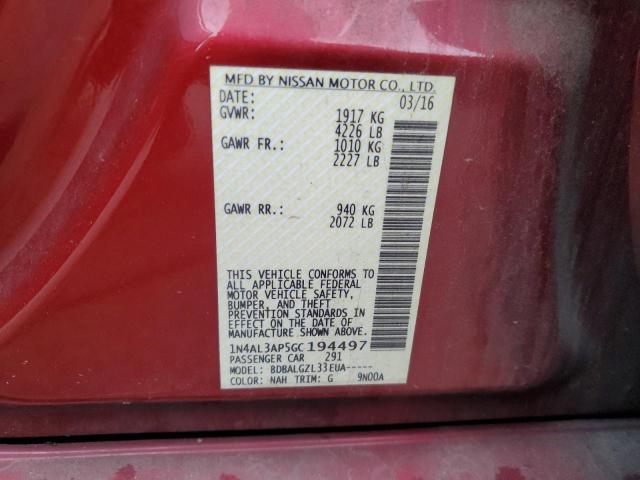 MFD BY NISSAN MOTOR CO., LTD.
DATE: 03/16
GVWR: 1917 KG
4226 LB
GAWR FR.: 1010 KG
2227 LB
GAWR RR.: 940 KG
2072 LB
THIS VEHICLE CONFORMS TO
ALL APPLICABLE FEDERAL
MOTOR VEHICLE SAFETY,
BUMPER, AND THEFT
PREVENTION STANDARDS IN
EFFECT ON THE DATE OF
MANUFACTURE SHOWN ABOVE.
1N4AL3AP5GC194497
PASSENGER CAR 291
MODEL: BDBALGZL33EUA-----
COLOR: NAH TRIM: G 9N00A